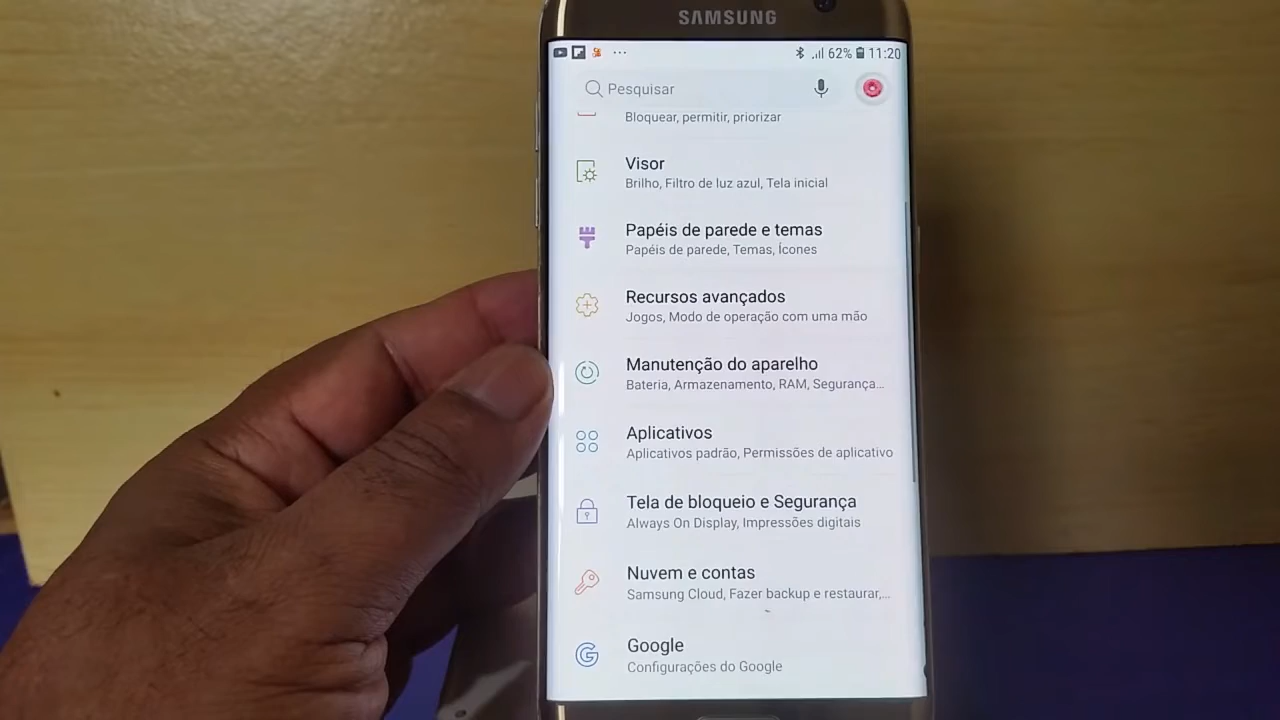 SAMSUNG
62% 11:20
Pesquisar
Bloquear, permitir, priorizar
Visor
Brilho, Filtro de luz azul, Tela inicial
Papéis de parede e temas
Papéis de parede, Temas, Ícones
Recursos avançados
Jogos, Modo de operação com uma mão
Manutenção do aparelho
Bateria, Armazenamento, RAM, Segurança...
Aplicativos
Aplicativos padrão, Permissões de aplicativo
Tela de bloqueio e Segurança
Always On Display, Impressões digitais
Nuvem e contas
Samsung Cloud, Fazer backup e restaurar,...
Google
Configurações do Google